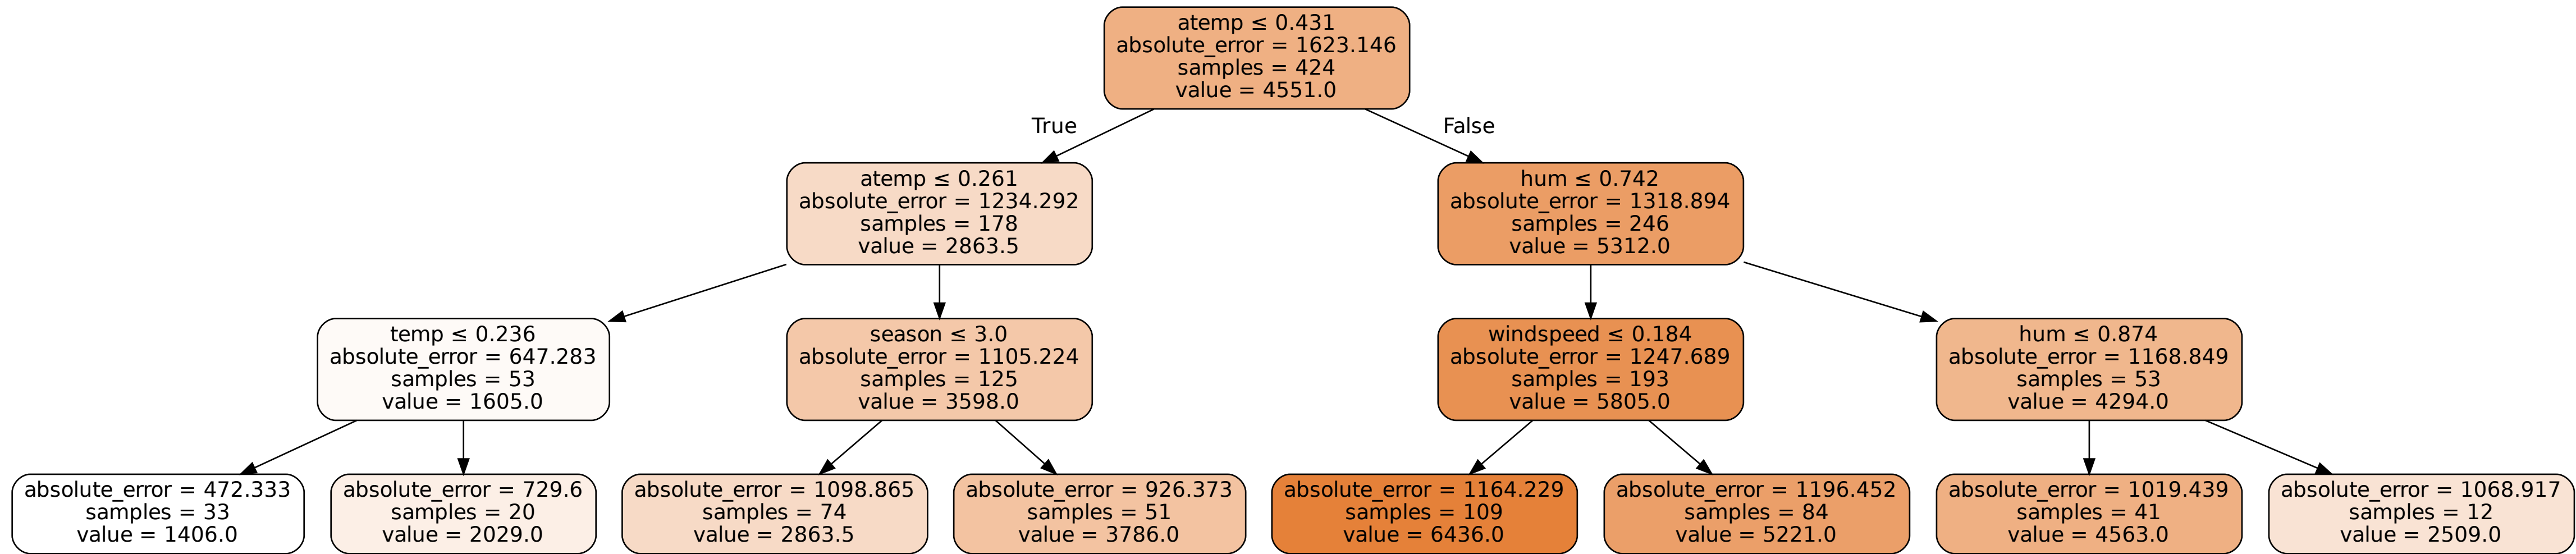 atemp ≤ 0.431
absolute_error = 1623.146
samples = 424
value = 4551.0
True
False
atemp ≤ 0.261
absolute_error = 1234.292
samples = 178
value = 2863.5
hum ≤ 0.742
absolute_error = 1318.894
samples = 246
value = 5312.0
temp ≤ 0.236
absolute_error = 647.283
samples = 53
value = 1605.0
season ≤ 3.0
absolute_error = 1105.224
samples = 125
value = 3598.0
windspeed ≤ 0.184
absolute_error = 1247.689
samples = 193
value = 5805.0
hum ≤ 0.874
absolute_error = 1168.849
samples = 53
value = 4294.0
absolute_error = 472.333
samples = 33
value = 1406.0
absolute_error = 729.6
samples = 20
value = 2029.0
absolute_error = 1098.865
samples = 74
value = 2863.5
absolute_error = 926.373
samples = 51
value = 3786.0
absolute_error = 1164.229
samples = 109
value = 6436.0
absolute_error = 1196.452
samples = 84
value = 5221.0
absolute_error = 1019.439
samples = 41
value = 4563.0
absolute_error = 1068.917
samples = 12
value = 2509.0